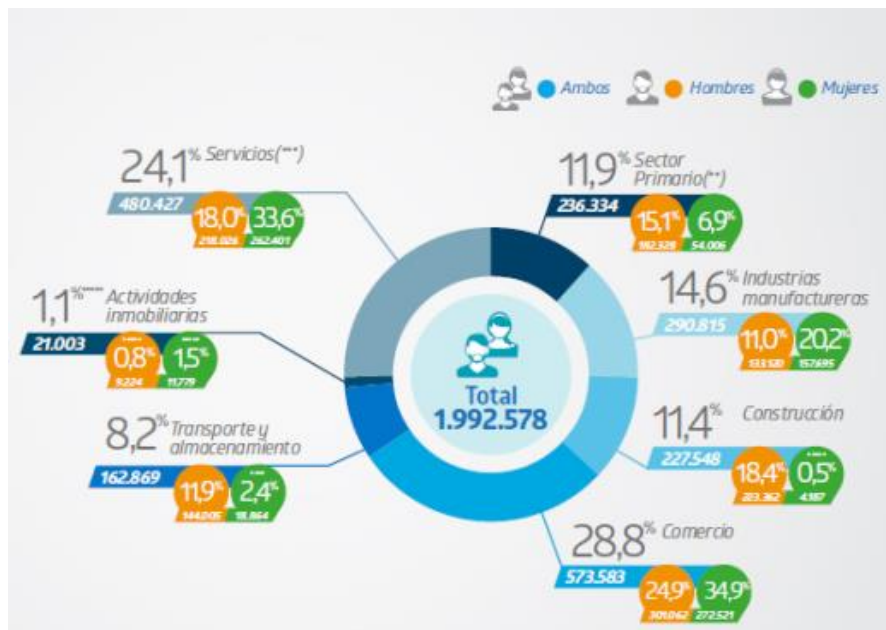 Ambos
Hombres
Mujeres
24,1% Servicios(***)
480.427
18,0% 33,6%
218.026 262.401
11,9% Sector
Primario(**)
236.334
15,1% 6,9%
182.328 54.006
1,1%**** Actividades
inmobiliarias
21.003
0,8% 1,5%
9.224 11.779
14,6% Industrias
manufactureras
290.815
11,0% 20,2%
133.120 157.695
Total
1.992.578
8,2% Transporte y
almacenamiento
162.869
11,9% 2,4%
144.005 18.864
11,4% Construcción
227.548
18,4% 0,5%
223.362 4.187
28,8% Comercio
573.583
24,9% 34,9%
301.062 272.521